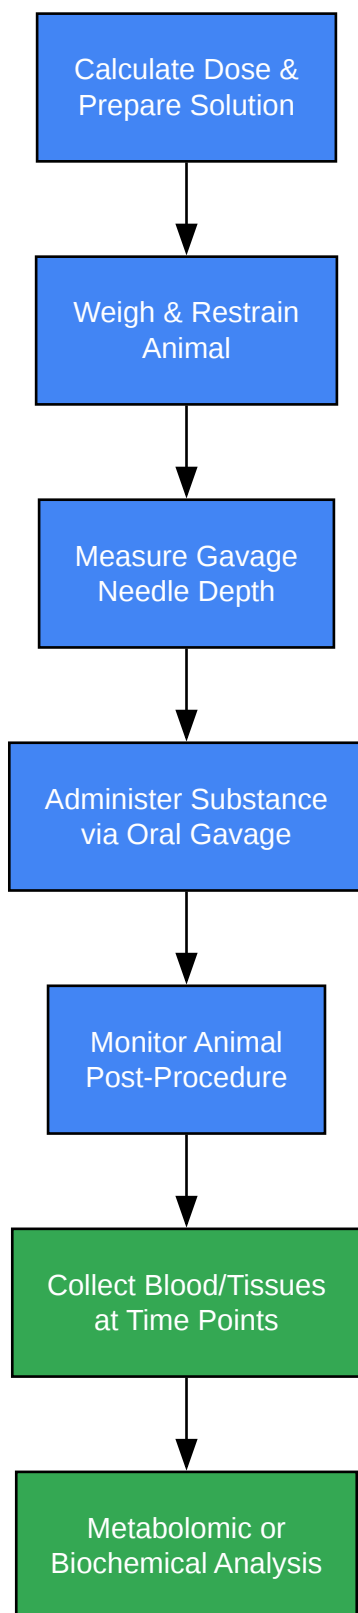 Calculate Dose &
Prepare Solution
Weigh & Restrain
Animal
Measure Gavage
Needle Depth
Administer Substance
via Oral Gavage
Monitor Animal
Post-Procedure
Collect Blood/Tissues
at Time Points
Metabolomic or
Biochemical Analysis